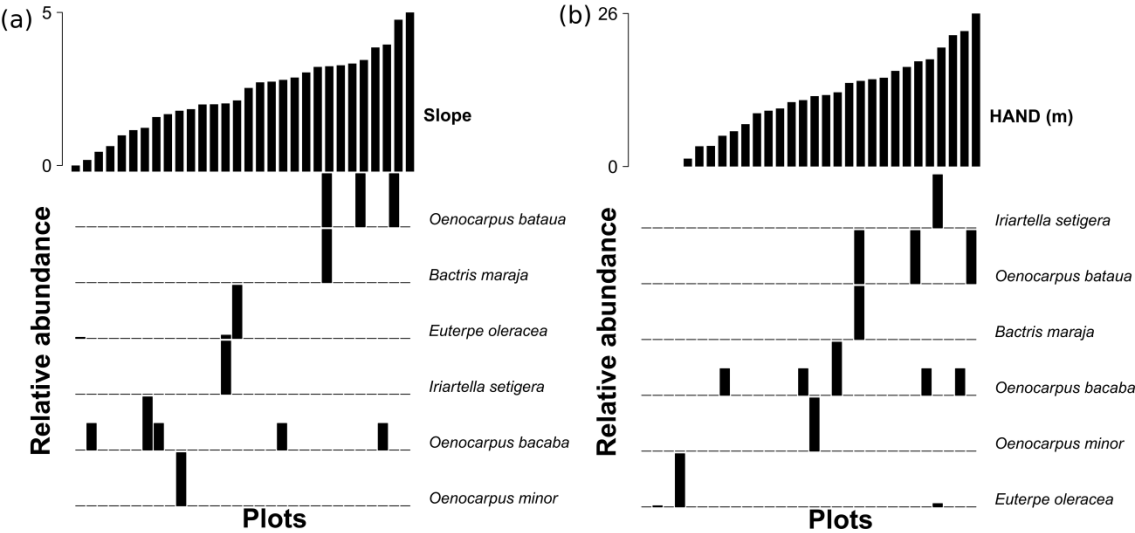 (a)
5
0
Slope
Relative abundance
Oenocarpus bataua
Bactris maraja
Euterpe oleracea
Iriartella setigera
Oenocarpus bacaba
Oenocarpus minor
Plots
(b)
26
0
HAND (m)
Relative abundance
Iriartella setigera
Oenocarpus bataua
Bactris maraja
Oenocarpus bacaba
Oenocarpus minor
Euterpe oleracea
Plots